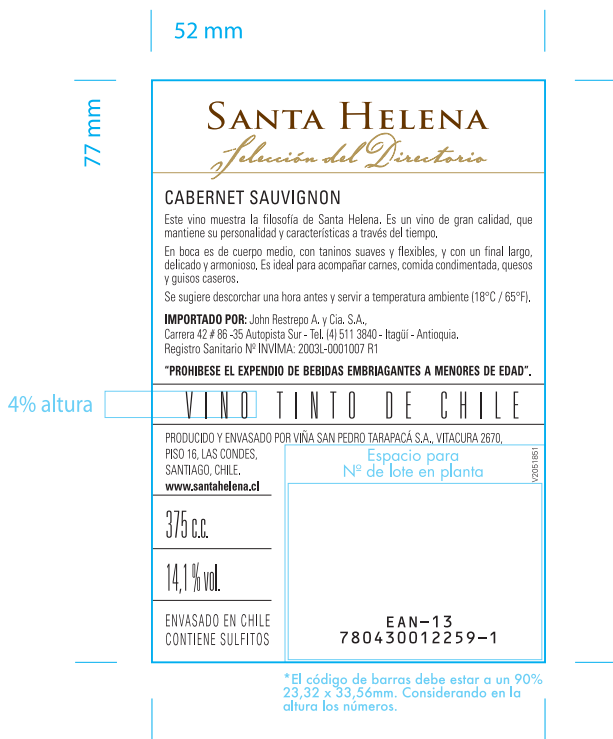 52 mm
77 mm
SANTA HELENA
Selección del Directorio
CABERNET SAUVIGNON
Este vino muestra la filosofía de Santa Helena. Es un vino de gran calidad, que
mantiene su personalidad y características a través del tiempo.
En boca es de cuerpo medio, con taninos suaves y flexibles, y con un final largo,
delicado y armonioso. Es ideal para acompañar carnes, comida condimentada, quesos
y guisos caseros.
Se sugiere descorchar una hora antes y servir a temperatura ambiente (18°C / 65°F).
IMPORTADO POR: John Restrepo A. y Cia. S.A.,
Carrera 42 # 86 -35 Autopista Sur - Tel. (4) 511 3840 - Itagüí - Antioquia.
Registro Sanitario Nº INVIMA: 2003L-0001007 R1
"PROHIBESE EL EXPENDIO DE BEBIDAS EMBRIAGANTES A MENORES DE EDAD".
4% altura
VINO TINTO DE CHILE
PRODUCIDO Y ENVASADO POR VIÑA SAN PEDRO TARAPACÁ S.A., VITACURA 2670,
PISO 16, LAS CONDES,
SANTIAGO, CHILE.
www.santahelena.cl
Espacio para
Nº de lote en planta
V2051851
375 c.c.
14,1 % vol.
ENVASADO EN CHILE
CONTIENE SULFITOS
EAN-13
780430012259-1
*El código de barras debe estar a un 90%
23,32 x 33,56mm. Considerando en la
altura los números.